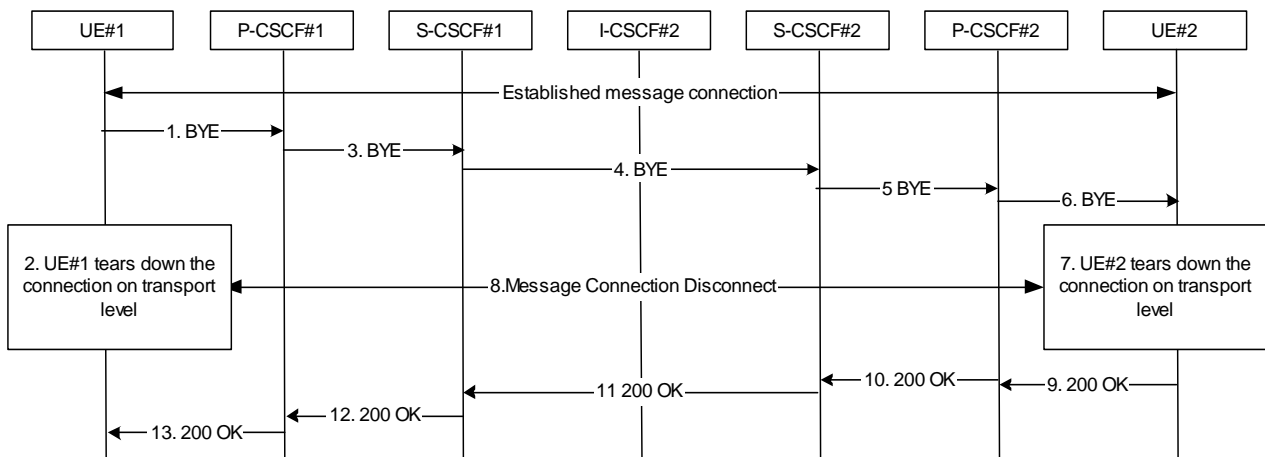 UE#1
P-CSCF#1
S-CSCF#1
I-CSCF#2
S-CSCF#2
P-CSCF#2
UE#2
Established message connection
1. BYE
3. BYE
4. BYE
5 BYE
6. BYE
2. UE#1 tears down the
connection on transport
level
8.Message Connection Disconnect
7. UE#2 tears down the
connection on transport
level
9. 200 OK
10. 200 OK
11 200 OK
12. 200 OK
13. 200 OK